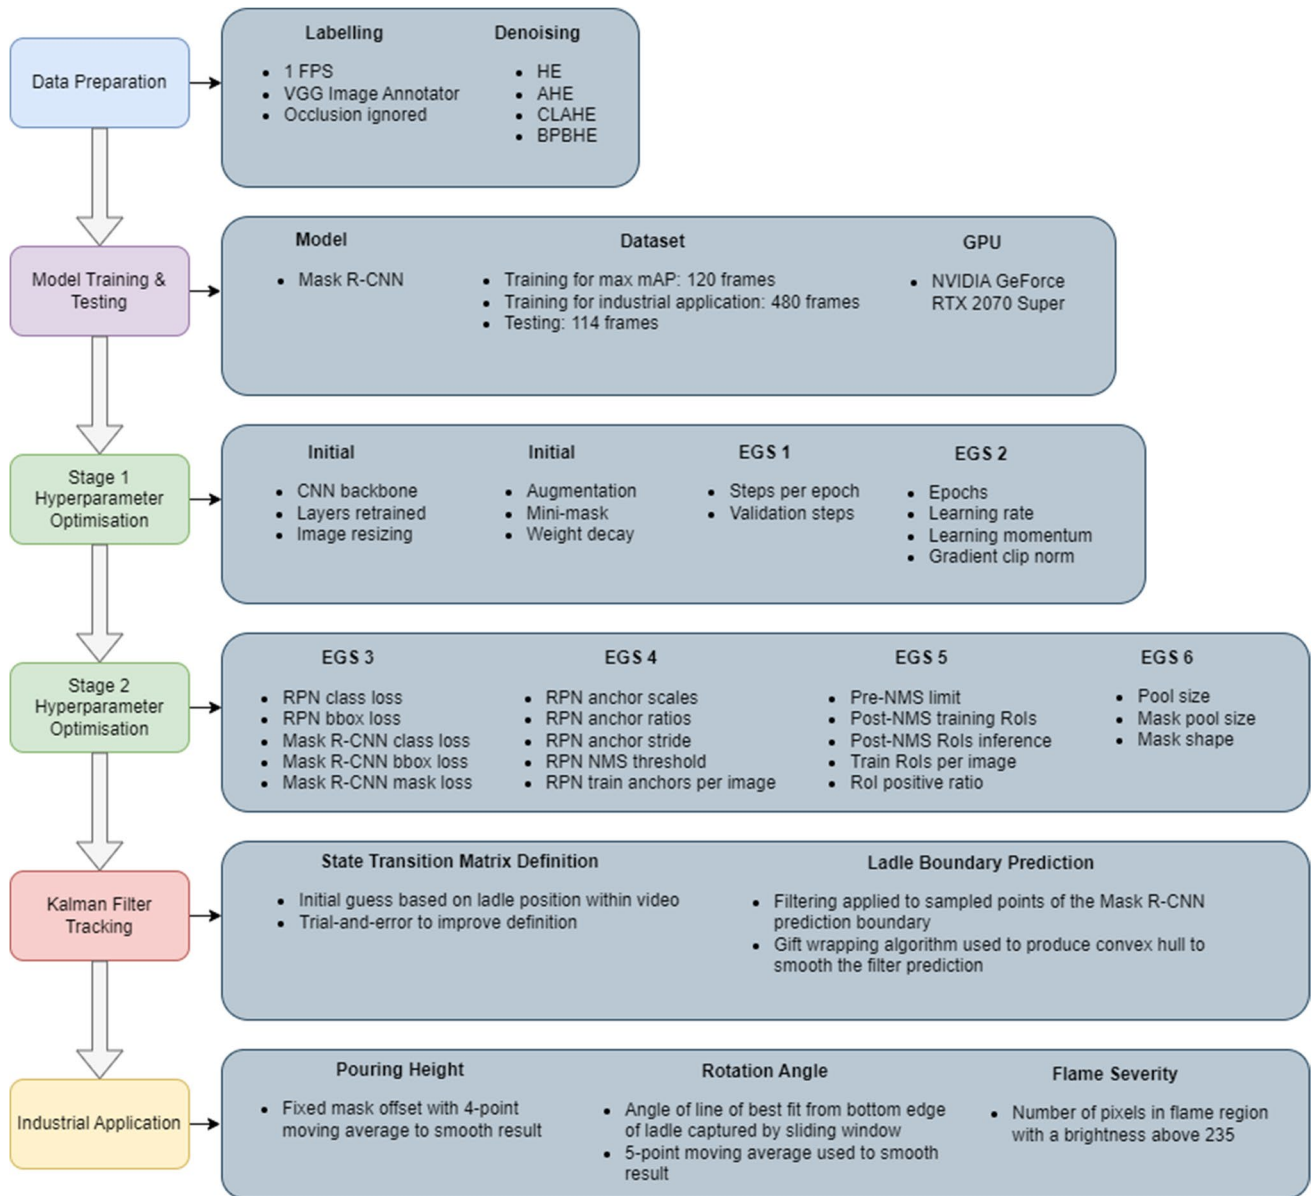 Data Preparation
Labelling
1 FPS
VGG Image Annotator
Occlusion ignored
Denoising
HE
AHE
CLAHE
BPBHE
Model Training &
Testing
Model
Mask R-CNN
Dataset
Training for max mAP: 120 frames
Training for industrial application: 480 frames
Testing: 114 frames
GPU
NVIDIA GeForce
RTX 2070 Super
Stage 1
Hyperparameter
Optimisation
Initial
CNN backbone
Layers retrained
Image resizing
Initial
Augmentation
Mini-mask
Weight decay
EGS 1
Steps per epoch
Validation steps
EGS 2
Epochs
Learning rate
Learning momentum
Gradient clip norm
Stage 2
Hyperparameter
Optimisation
EGS 3
RPN class loss
RPN bbox loss
Mask R-CNN class loss
Mask R-CNN bbox loss
Mask R-CNN mask loss
EGS 4
RPN anchor scales
RPN anchor ratios
RPN anchor stride
RPN NMS threshold
RPN train anchors per image
EGS 5
Pre-NMS limit
Post-NMS training RoIs
Post-NMS RoIs inference
Train RoIs per image
RoI positive ratio
EGS 6
Pool size
Mask pool size
Mask shape
Kalman Filter
Tracking
State Transition Matrix Definition
Initial guess based on ladle position within video
Trial-and-error to improve definition
Ladle Boundary Prediction
Filtering applied to sampled points of the Mask R-CNN
prediction boundary
Gift wrapping algorithm used to produce convex hull to
smooth the filter prediction
Industrial Application
Pouring Height
Fixed mask offset with 4-point
moving average to smooth result
Rotation Angle
Angle of line of best fit from bottom edge
of ladle captured by sliding window
5-point moving average used to smooth
result
Flame Severity
Number of pixels in flame region
with a brightness above 235